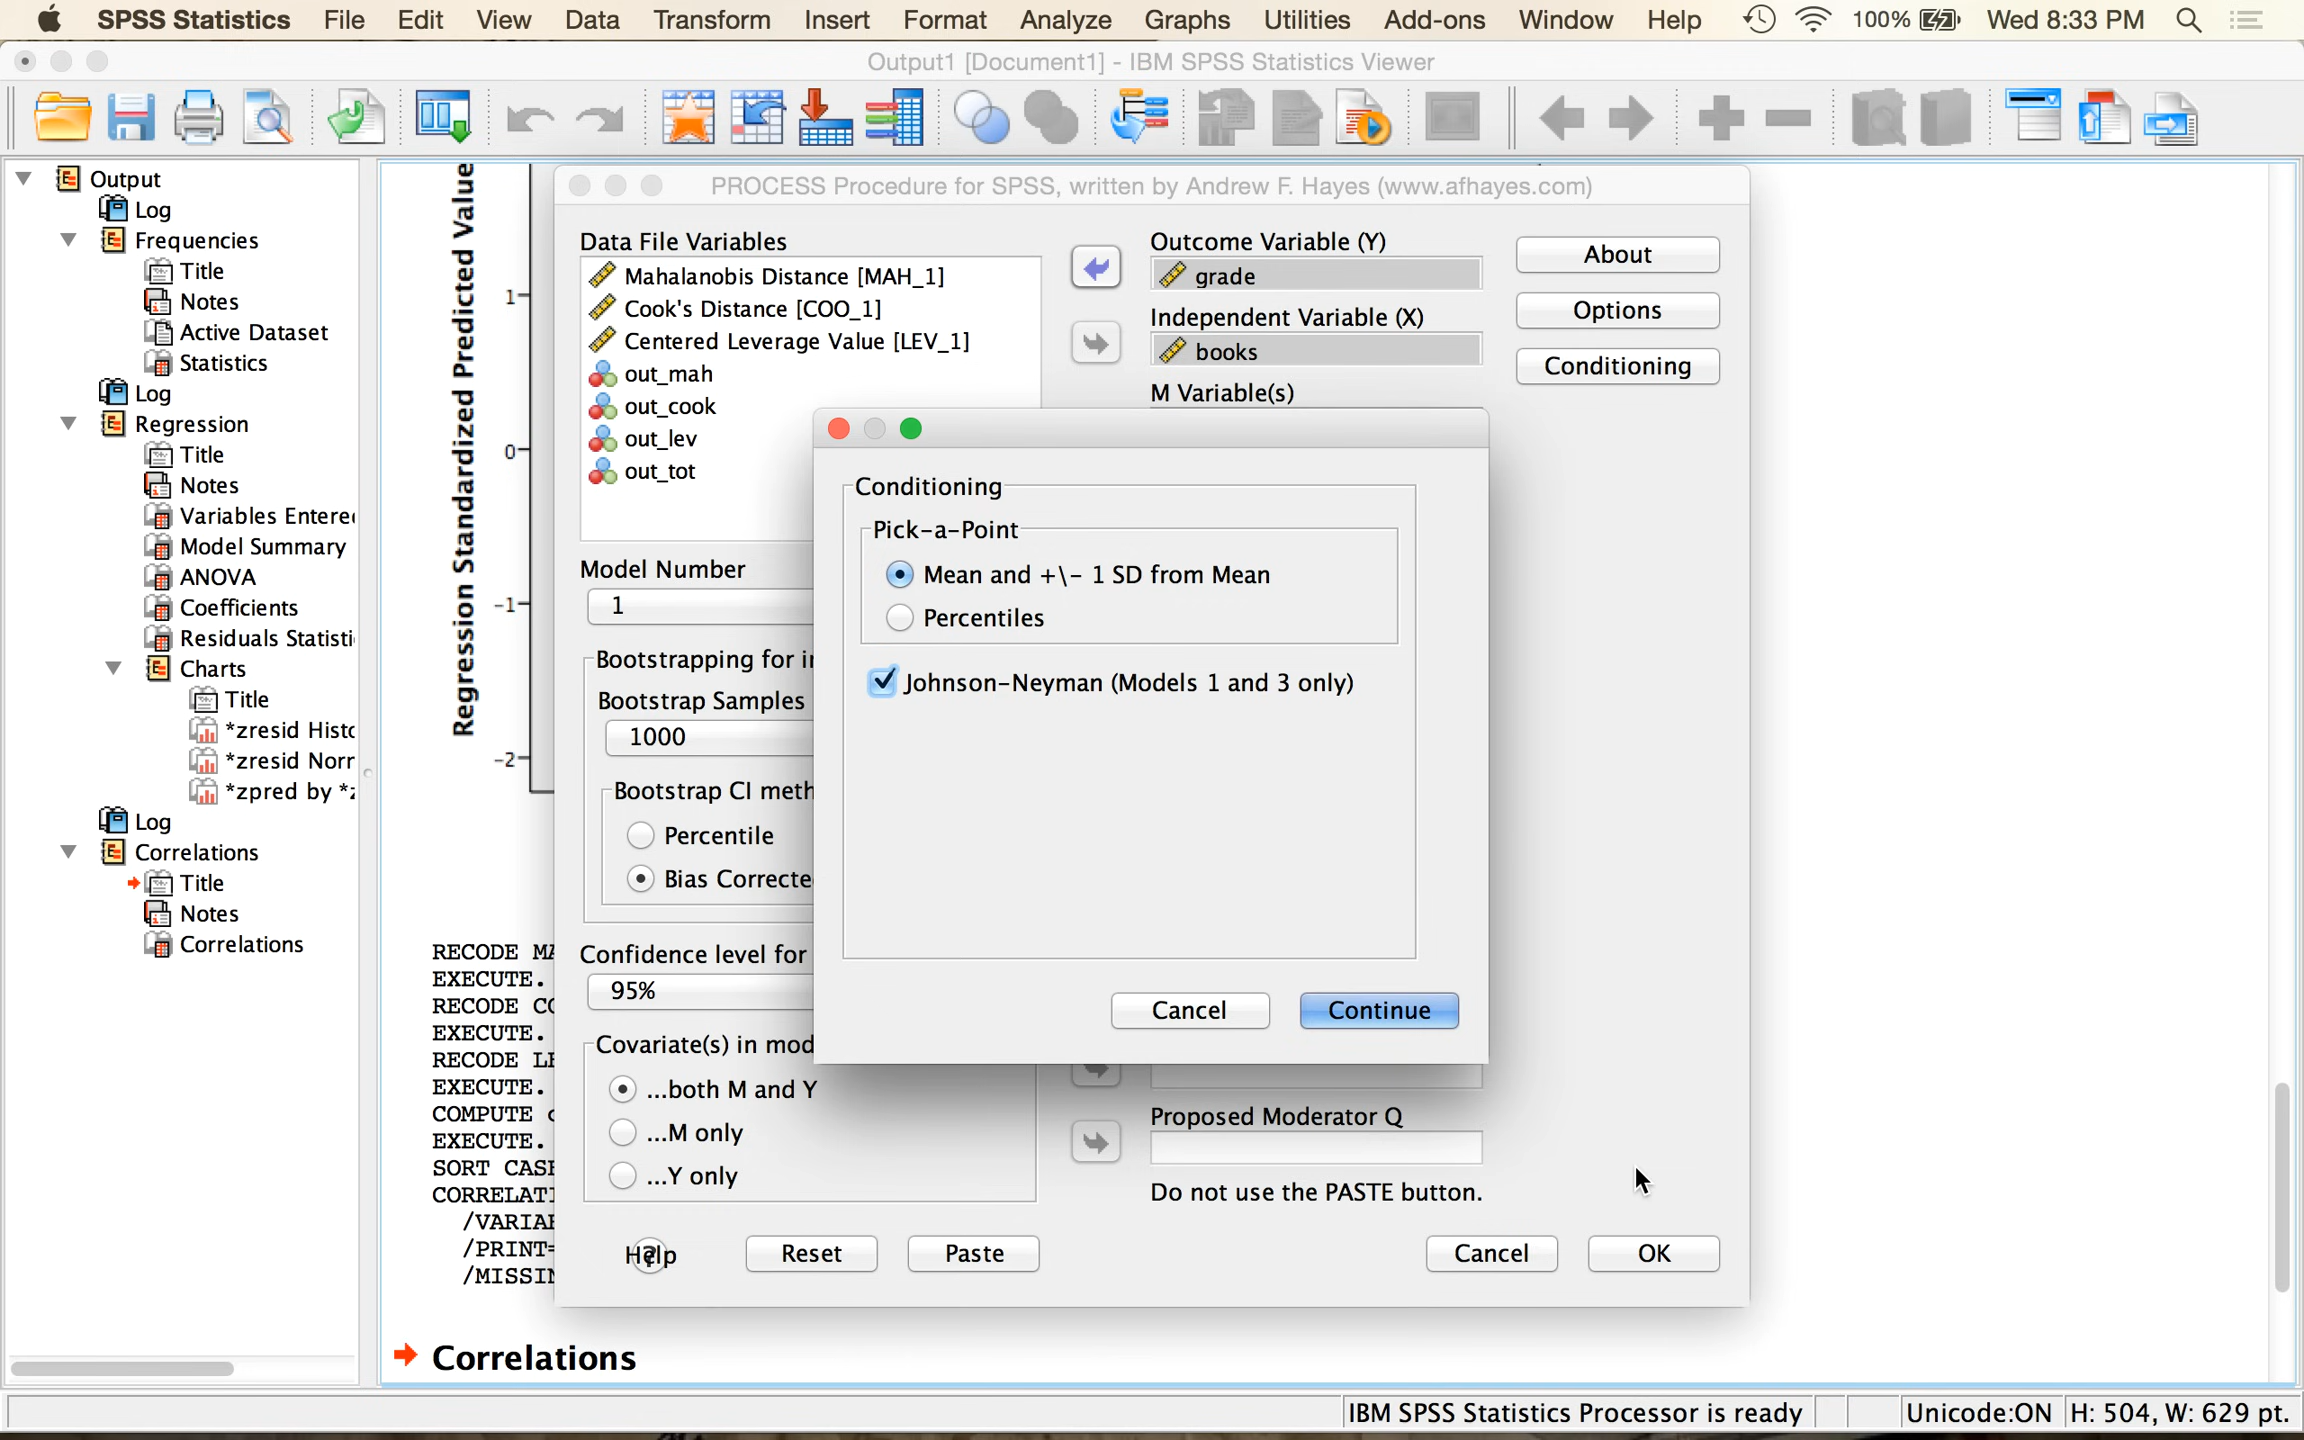 SPSS Statistics File Edit View Data Transform Insert Format Analyze Graphs Utilities Add-ons Window Help 100% Wed 8:33 PM
Output1 [Document1] - IBM SPSS Statistics Viewer
Output
Log
Frequencies
Title
Notes
Active Dataset
Statistics
Log
Regression
Title
Notes
Variables Entere
Model Summary
ANOVA
Coefficients
Residuals Statisti
Charts
Title
*zresid Histo
*zresid Norr
*zpred by *z
Log
Correlations
Title
Notes
Correlations
Regression Standardized Predicted Value
1
0
-1
-2
RECODE MA
EXECUTE.
RECODE CO
EXECUTE.
RECODE LE
EXECUTE.
COMPUTE
EXECUTE.
SORT CASE
CORRELATI
/VARIAB
/PRINT=
/MISSIN
Correlations
PROCESS Procedure for SPSS, written by Andrew F. Hayes (www.afhayes.com)
Data File Variables
Mahalanobis Distance [MAH_1]
Cook's Distance [COO_1]
Centered Leverage Value [LEV_1]
out_mah
out_cook
out_lev
out_tot
Outcome Variable (Y)
grade
Independent Variable (X)
books
M Variable(s)
About
Options
Conditioning
Model Number
1
Bootstrapping for i
Bootstrap Samples
1000
Bootstrap CI meth
Percentile
Bias Correcte
Confidence level for
95%
Covariate(s) in mod
...both M and Y
...M only
...Y only
Conditioning
Pick-a-Point
Mean and +\- 1 SD from Mean
Percentiles
Johnson-Neyman (Models 1 and 3 only)
Cancel Continue
Proposed Moderator Q
Do not use the PASTE button.
Help ? Reset Paste Cancel OK
IBM SPSS Statistics Processor is ready Unicode:ON H: 504, W: 629 pt.